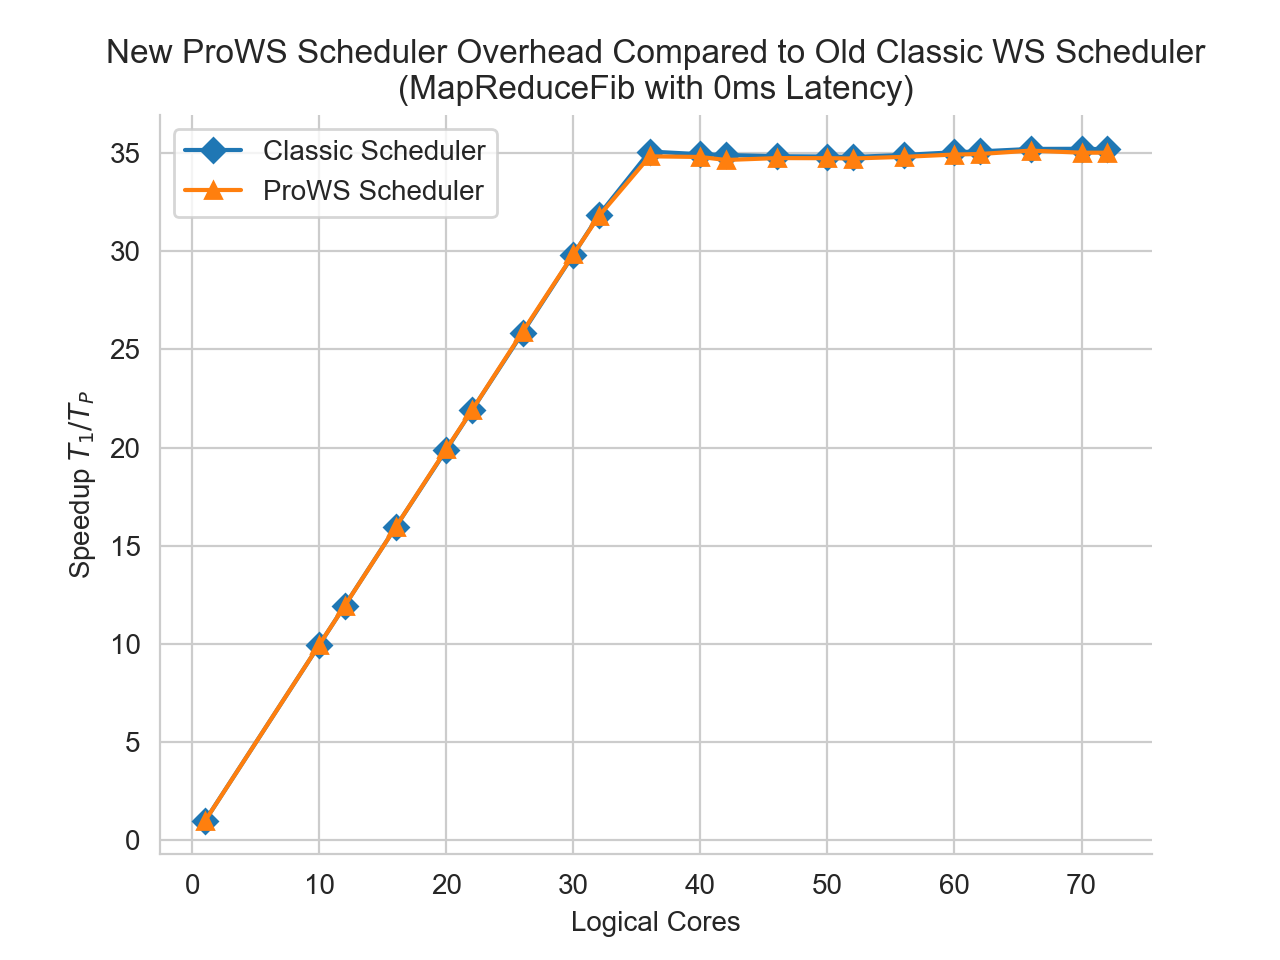 New ProWS Scheduler Overhead Compared to Old Classic WS Scheduler
(MapReduceFib with 0ms Latency)
Classic Scheduler
ProWS Scheduler
35
30
25
20
15
10
5
0
Speedup T₁/T_P
0 10 20 30 40 50 60 70
Logical Cores